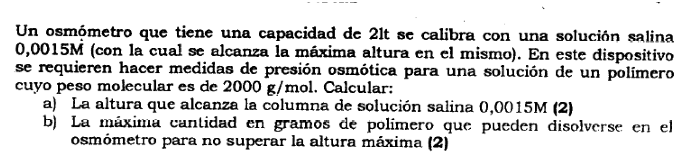 Un osmómetro que tiene una capacidad de 2lt se calibra con una solución salina
0,0015M (con la cual se alcanza la máxima altura en el mismo). En este dispositivo
se requieren hacer medidas de presión osmótica para una solución de un polímero
cuyo peso molecular es de 2000 g/mol. Calcular:
a) La altura que alcanza la columna de solución salina 0,0015M (2)
b) La máxima cantidad en gramos de polímero que pueden disolverse en el
osmómetro para no superar la altura máxima (2)